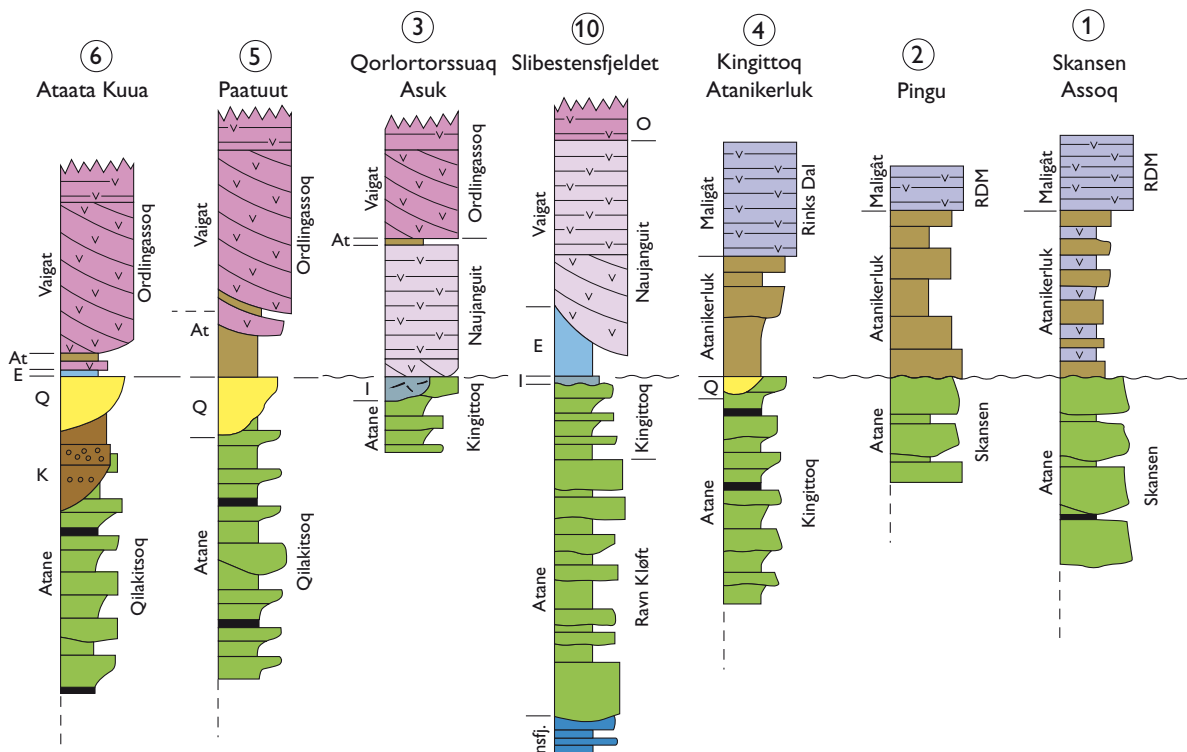 6
Ataata Kuua
5
Paatuut
3
Qorlortorssuaq
Asuk
10
Slibestensfjeldet
4
Kingittoq
Atanikerluk
2
Pingu
1
Skansen
Assoq
Vaigat
Ordlingassoq
At
E
Q
K
Atane
Qilakitsoq
Vaigat
Ordlingassoq
At
Q
Atane
Qilakitsoq
Vaigat
Ordlingassoq
At
Naujanguit
I
Atane
Kingittoq
O
Vaigat
Naujanguit
E
I
Kingittoq
Atane
Ravn Kløft
nsfj.
Maligât
Rinks Dal
Atanikerluk
Q
Atane
Kingittoq
Maligât
RDM
Atanikerluk
Atane
Skansen
Maligât
RDM
Atanikerluk
Atane
Skansen